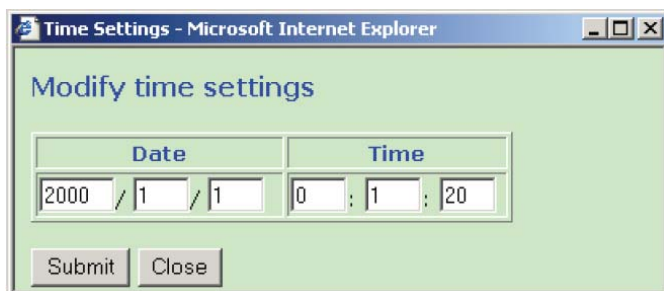 Time Settings - Microsoft Internet Explorer
Modify time settings
Date Time
2000 / 1 / 1 0 : 1 : 20
Submit Close